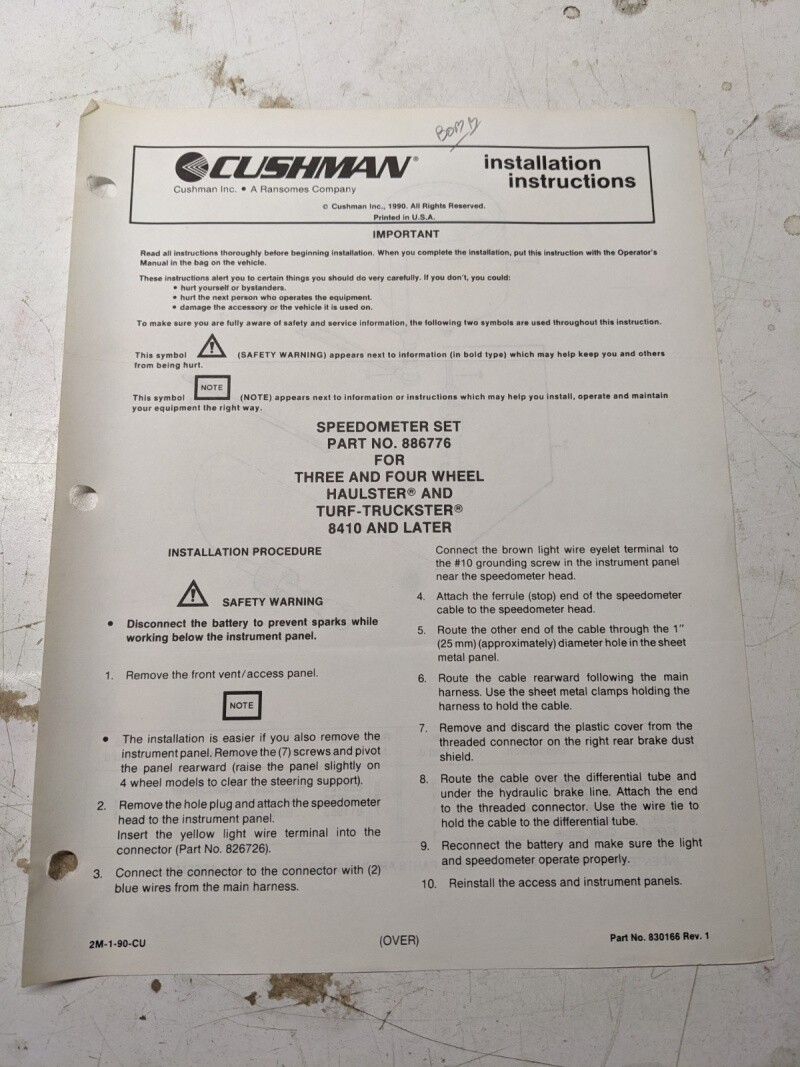 CUSHMAN®
Cushman Inc. • A Ransomes Company
installation
instructions
© Cushman Inc., 1990. All Rights Reserved.
Printed in U.S.A.
IMPORTANT
Read all instructions thoroughly before beginning installation. When you complete the installation, put this instruction with the Operator's
Manual in the bag on the vehicle.
These instructions alert you to certain things you should do very carefully. If you don't, you could:
• hurt yourself or bystanders.
• hurt the next person who operates the equipment.
• damage the accessory or the vehicle it is used on.
To make sure you are fully aware of safety and service information, the following two symbols are used throughout this instruction.
This symbol ⚠ (SAFETY WARNING) appears next to information (in bold type) which may help keep you and others
from being hurt.
This symbol NOTE (NOTE) appears next to information or instructions which may help you install, operate and maintain
your equipment the right way.
SPEEDOMETER SET
PART NO. 886776
FOR
THREE AND FOUR WHEEL
HAULSTER® AND
TURF-TRUCKSTER®
8410 AND LATER
INSTALLATION PROCEDURE
⚠ SAFETY WARNING
• Disconnect the battery to prevent sparks while
working below the instrument panel.
1. Remove the front vent/access panel.
NOTE
• The installation is easier if you also remove the
instrument panel. Remove the (7) screws and pivot
the panel rearward (raise the panel slightly on
4 wheel models to clear the steering support).
2. Remove the hole plug and attach the speedometer
head to the instrument panel.
Insert the yellow light wire terminal into the
connector (Part No. 826726).
3. Connect the connector to the connector with (2)
blue wires from the main harness.
Connect the brown light wire eyelet terminal to
the #10 grounding screw in the instrument panel
near the speedometer head.
4. Attach the ferrule (stop) end of the speedometer
cable to the speedometer head.
5. Route the other end of the cable through the 1"
(25 mm) (approximately) diameter hole in the sheet
metal panel.
6. Route the cable rearward following the main
harness. Use the sheet metal clamps holding the
harness to hold the cable.
7. Remove and discard the plastic cover from the
threaded connector on the right rear brake dust
shield.
8. Route the cable over the differential tube and
under the hydraulic brake line. Attach the end
to the threaded connector. Use the wire tie to
hold the cable to the differential tube.
9. Reconnect the battery and make sure the light
and speedometer operate properly.
10. Reinstall the access and instrument panels.
2M-1-90-CU
(OVER)
Part No. 830166 Rev. 1